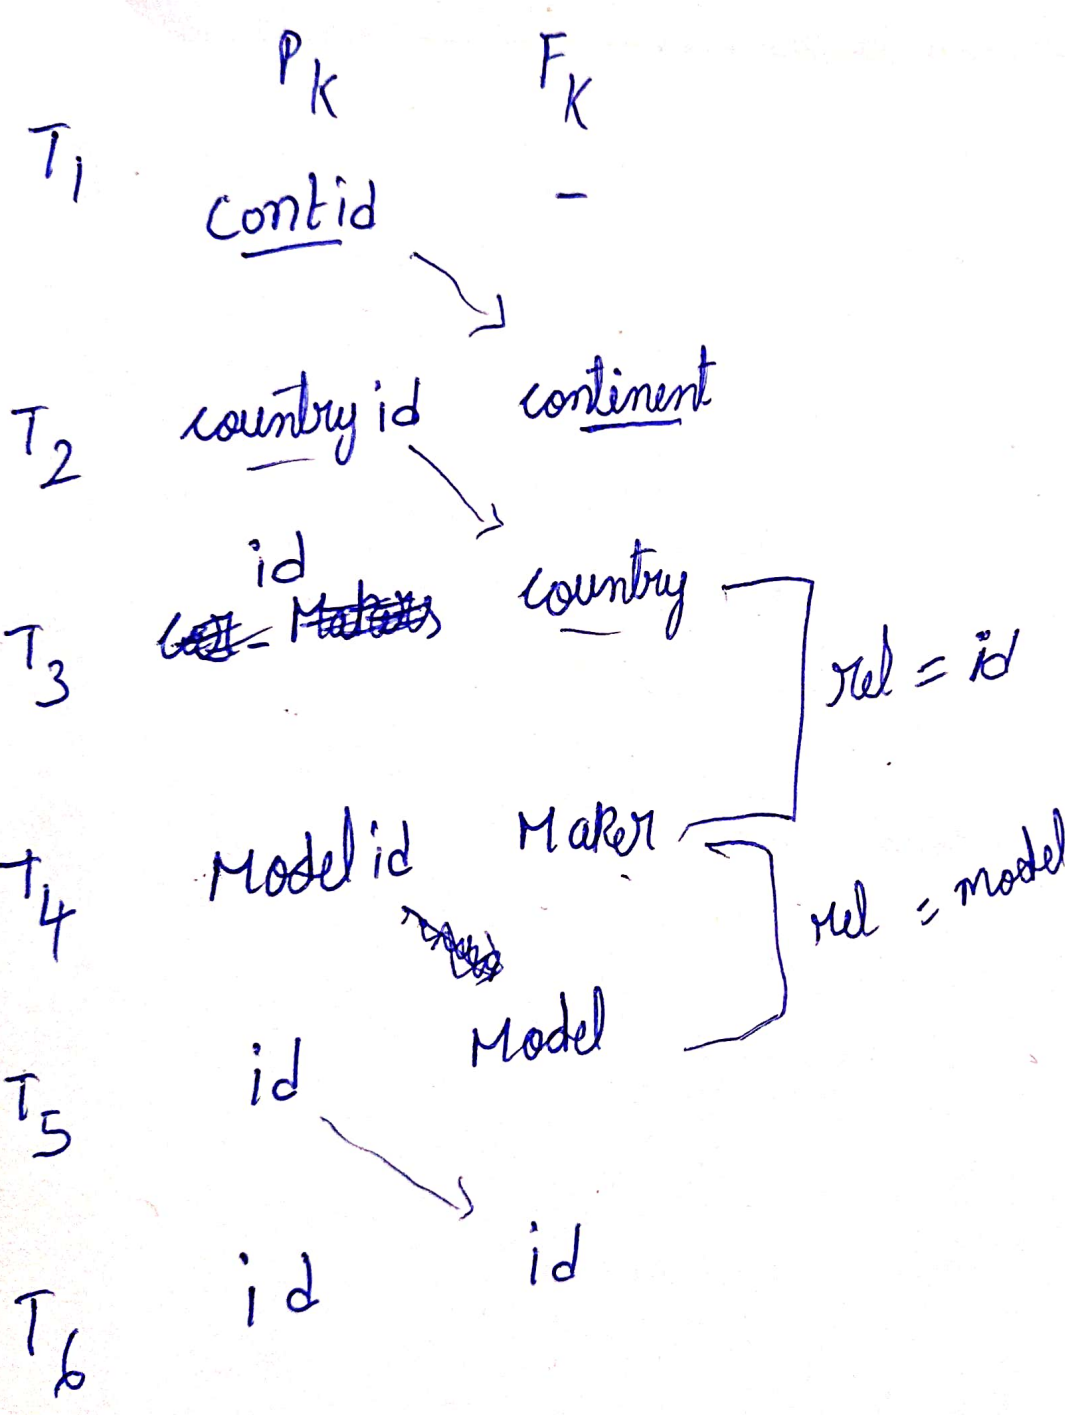 PK FK
T1
contid -
T2 country id continent
id
T3 country
rel = id
T4 Model id Maker
rel = model
T5 id Model
T6 id id